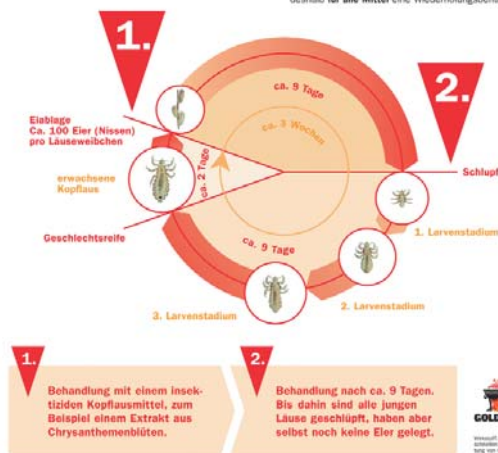 deshalb für alle Mittel eine Wiederholungsbehan
1.
2.
ca. 9 Tage
ca. 3 Wochen
Eiablage
Ca. 100 Eier (Nissen)
pro Läuseweibchen
ca. 2 Tage
Schlupf
erwachsene
Kopflaus
1. Larvenstadium
Geschlechtsreife
ca. 9 Tage
2. Larvenstadium
3. Larvenstadium
1.
Behandlung mit einem insek-
tiziden Kopflausmittel, zum
Beispiel einem Extrakt aus
Chrysanthemenblüten.
2.
Behandlung nach ca. 9 Tagen.
Bis dahin sind alle jungen
Läuse geschlüpft, haben aber
selbst noch keine Eier gelegt.
GOLD